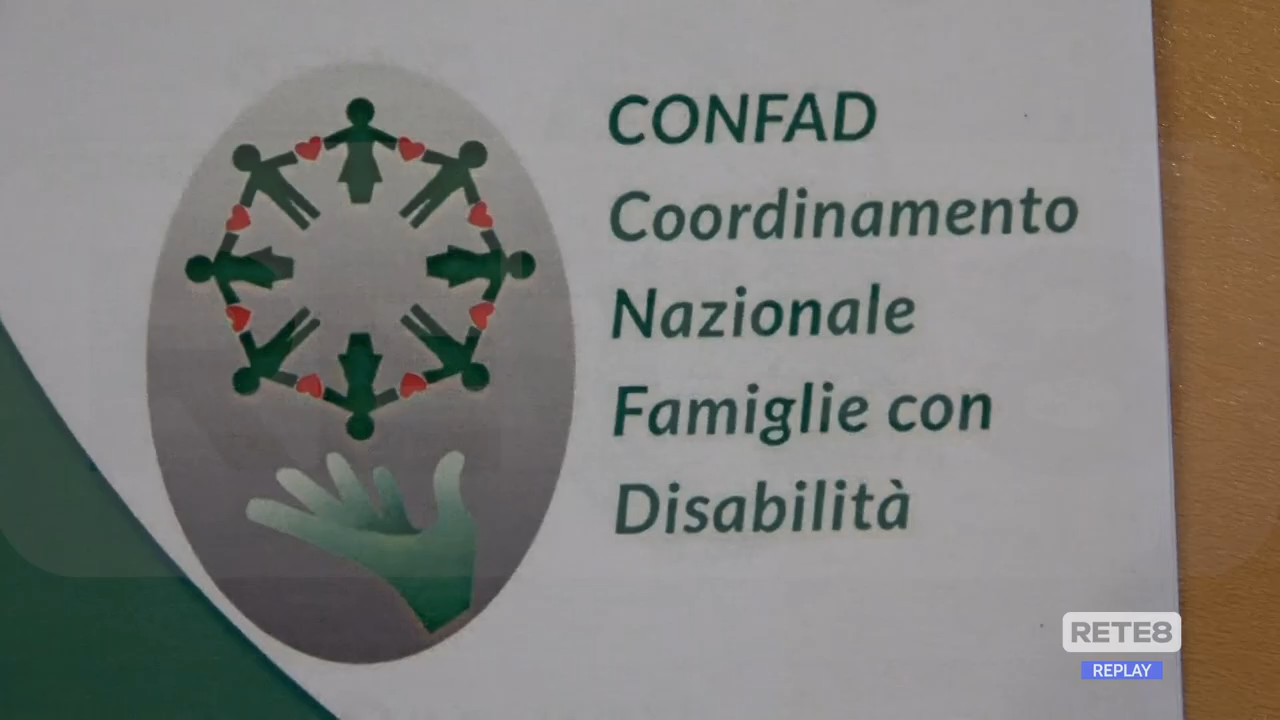 CONFAD
Coordinamento
Nazionale
Famiglie con
Disabilità
RETE8
REPLAY